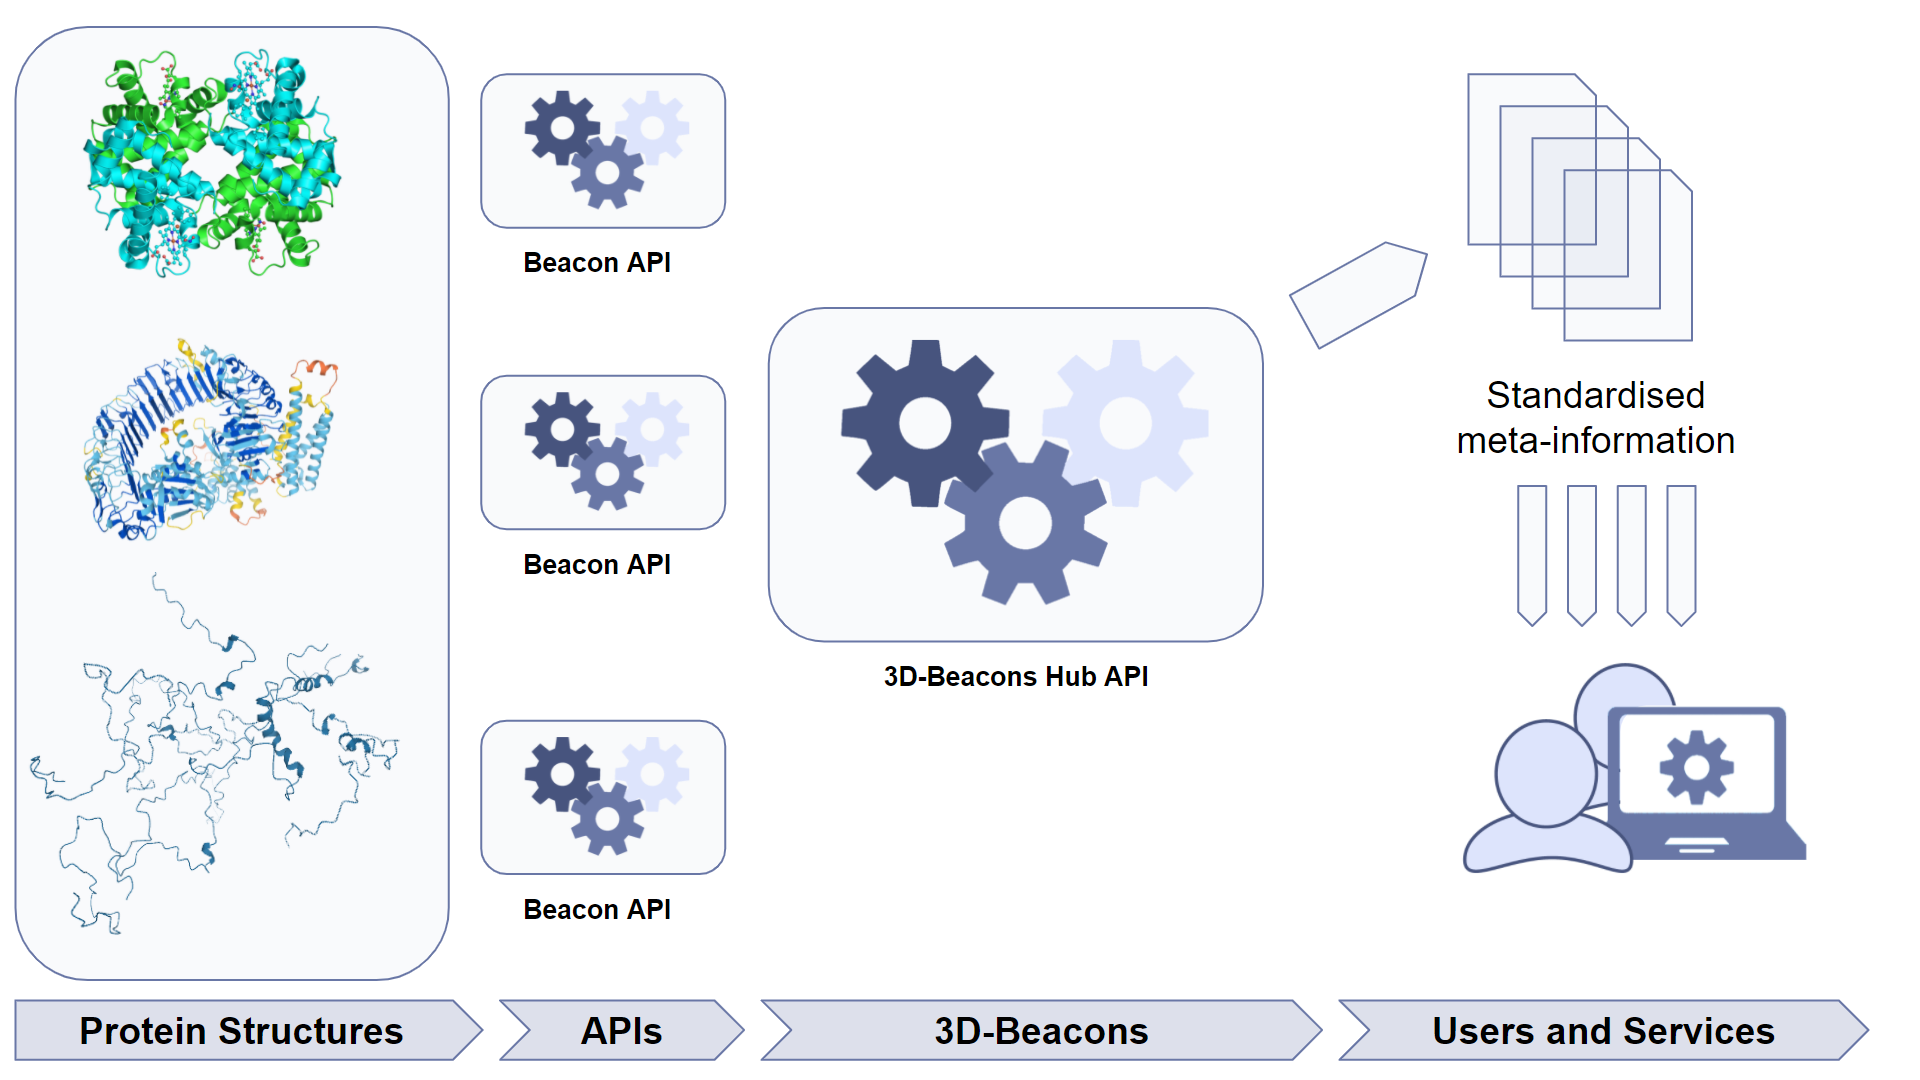 Beacon API
Beacon API
Beacon API
3D-Beacons Hub API
Standardised
meta-information
Protein Structures
APIs
3D-Beacons
Users and Services